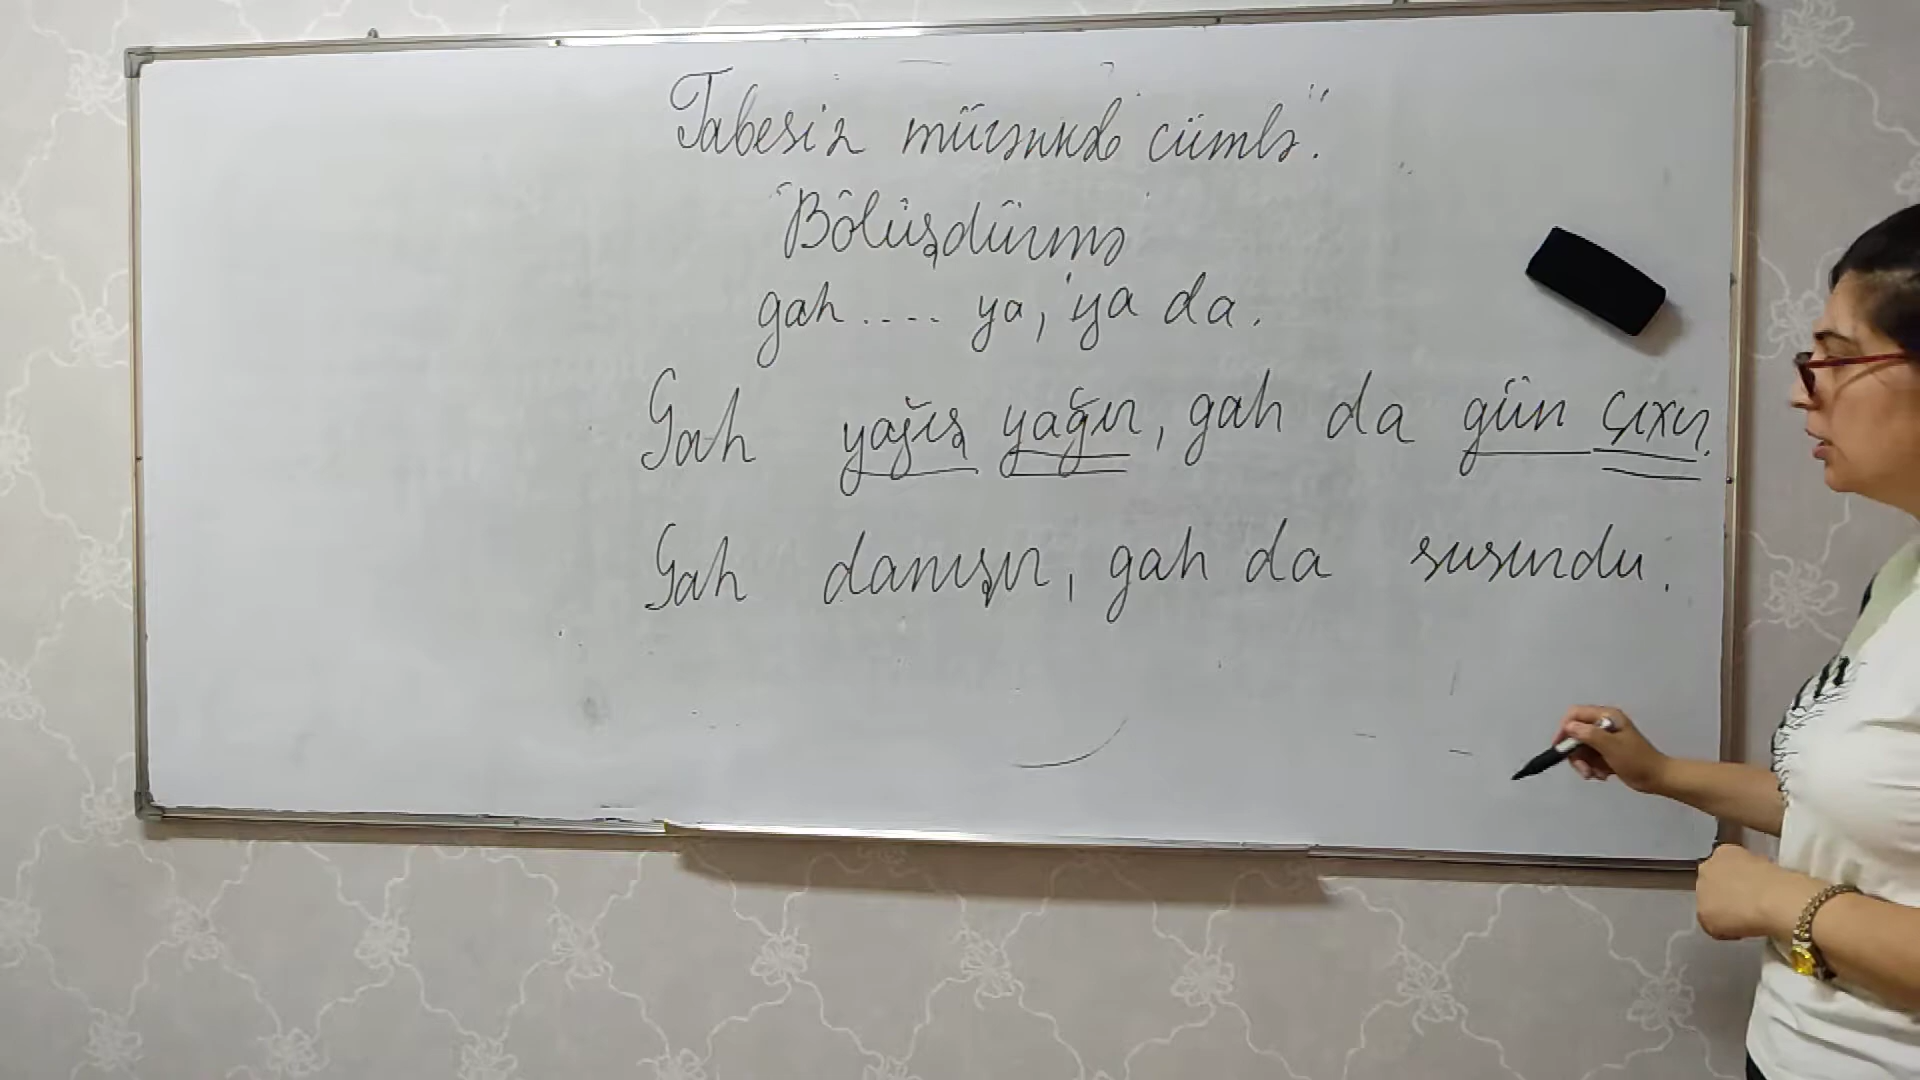 Tabesiz mürəkkəb cümlə.
"Bölüşdürmə"
gah .... ya, ya da.
Gah yağış yağır, gah da gün çıxır.
Gah danışır, gah da susurdu.